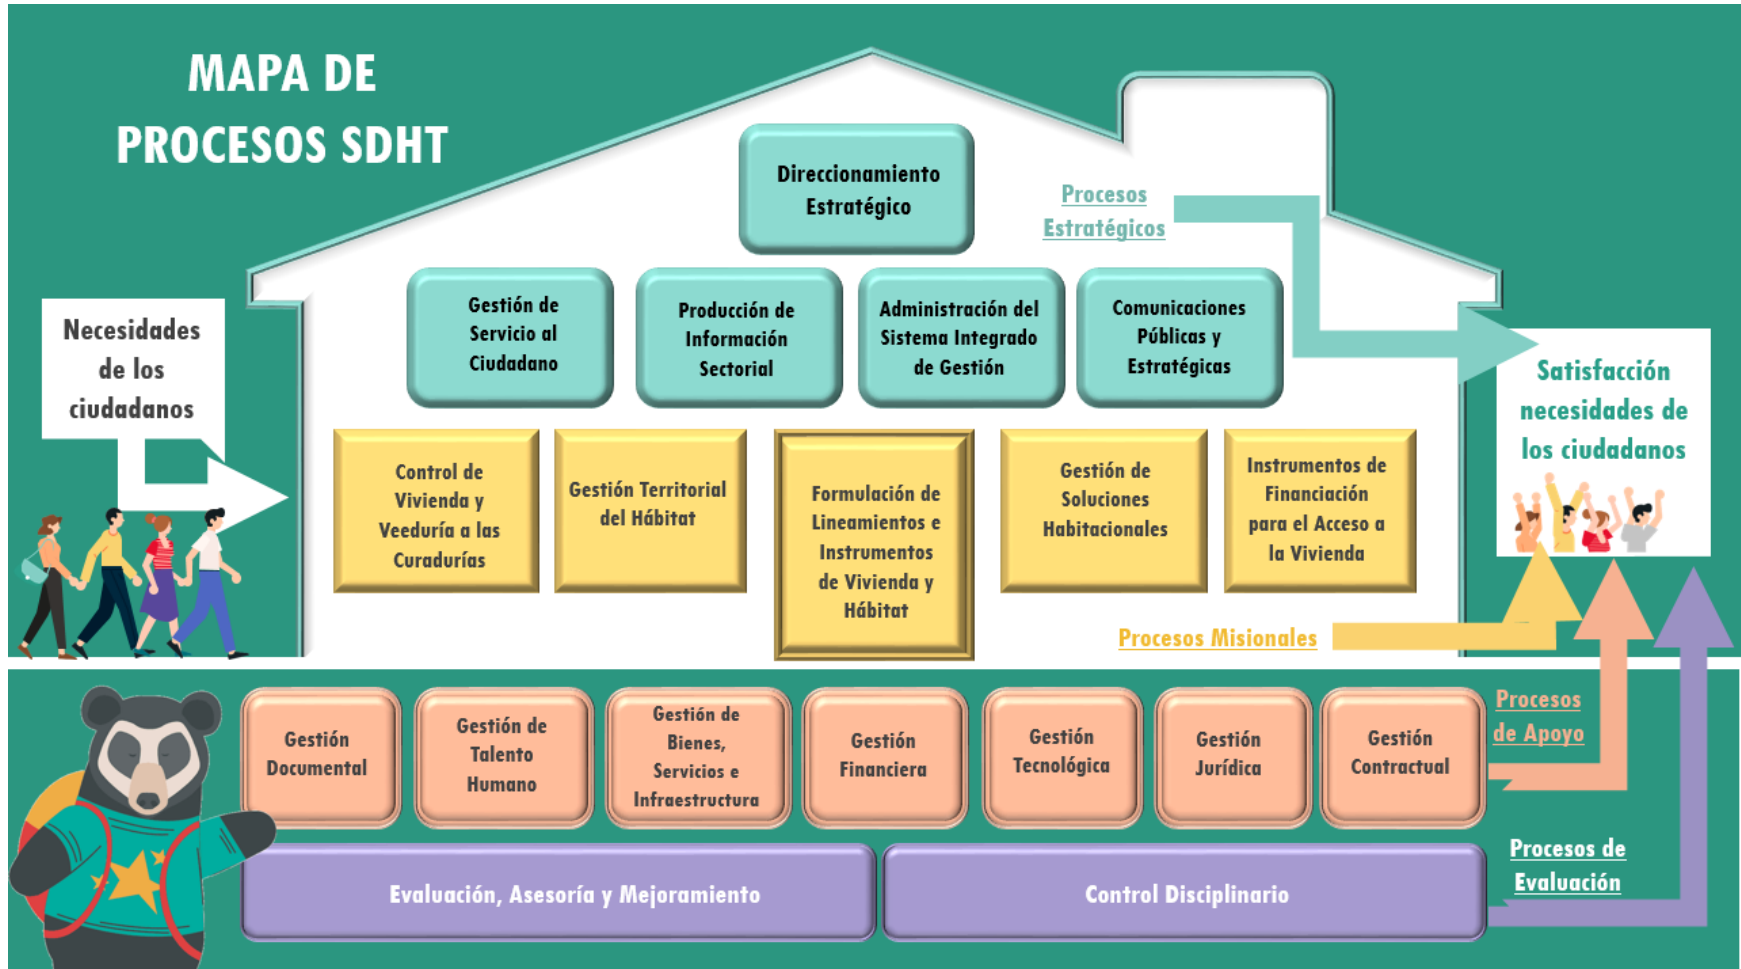 MAPA DE
PROCESOS SDHT
Direccionamiento
Estratégico
Procesos
Estratégicos
Gestión de
Servicio al
Ciudadano
Producción de
Información
Sectorial
Administración del
Sistema Integrado
de Gestión
Comunicaciones
Públicas y
Estratégicas
Necesidades
de los
ciudadanos
Satisfacción
necesidades de
los ciudadanos
Control de
Vivienda y
Veeduría a las
Curadurías
Gestión Territorial
del Hábitat
Formulación de
Lineamientos e
Instrumentos
de Vivienda y
Hábitat
Gestión de
Soluciones
Habitacionales
Instrumentos de
Financiación
para el Acceso a
la Vivienda
Procesos Misionales
Gestión
Documental
Gestión de
Talento
Humano
Gestión de
Bienes,
Servicios e
Infraestructura
Gestión
Financiera
Gestión
Tecnológica
Gestión
Jurídica
Gestión
Contractual
Procesos
de Apoyo
Evaluación, Asesoría y Mejoramiento
Control Disciplinario
Procesos de
Evaluación